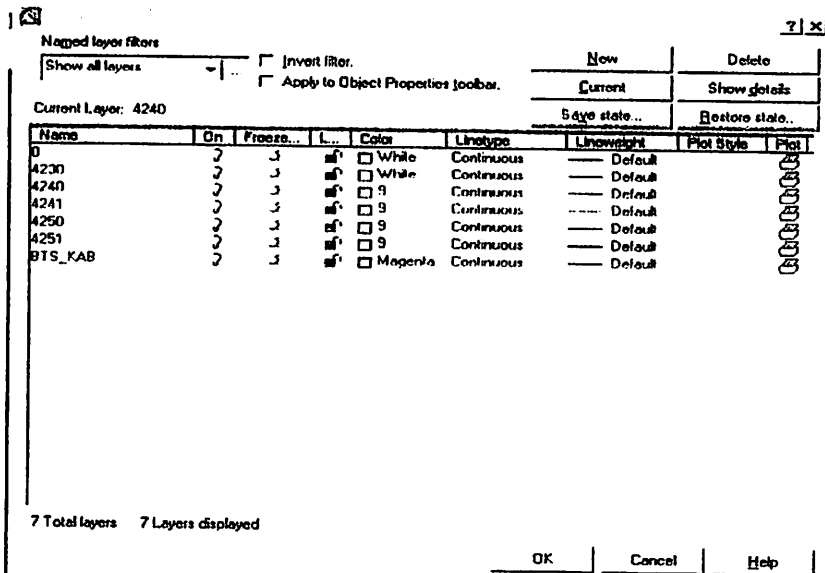 Named layer filters
Show all layers ...
Invert filter.
Apply to Object Properties toolbar.
New Delete
Current Show details
Save state... Restore state..
Current Layer: 4240
Name On Freeze... L... Color Linetype Lineweight Plot Style Plot
0 White Continuous Default
4230 White Continuous Default
4240 9 Continuous Default
4241 9 Continuous Default
4250 9 Continuous Default
4251 9 Continuous Default
BTS_KAB Magenta Continuous Default
7 Total layers 7 Layers displayed
OK Cancel Help